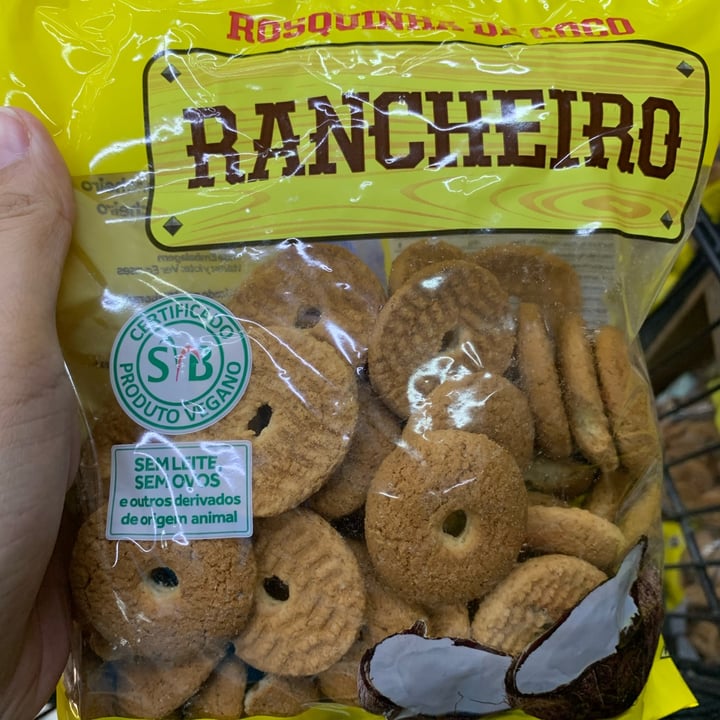 ROSQUINHA DE COCO
RANCHEIRO
CERTIFICADO
SVB
PRODUTO VEGANO
SEM LEITE,
SEM OVOS
e outros derivados
de origem animal